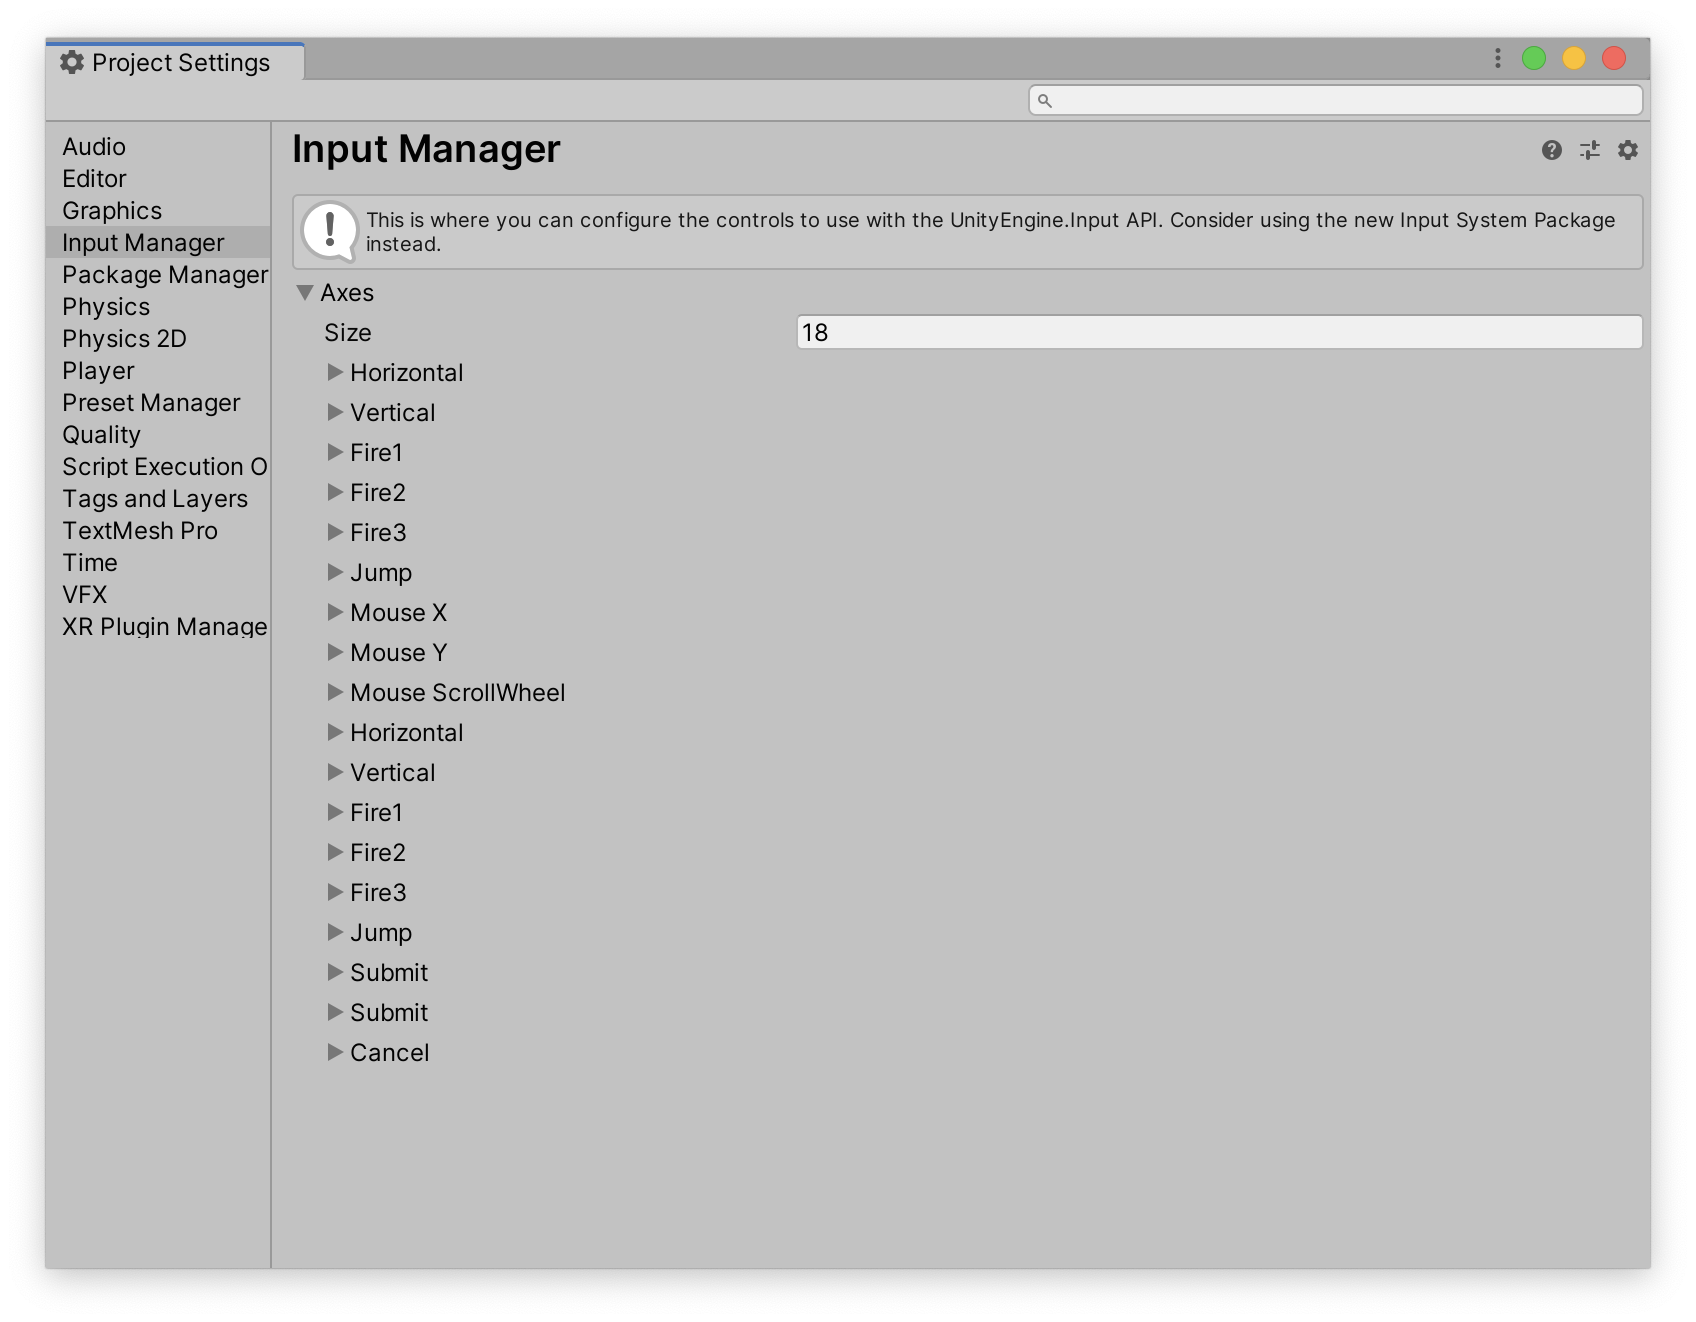 Project Settings
Audio
Editor
Graphics
Input Manager
Package Manager
Physics
Physics 2D
Player
Preset Manager
Quality
Script Execution O
Tags and Layers
TextMesh Pro
Time
VFX
XR Plugin Manage
Input Manager
This is where you can configure the controls to use with the UnityEngine.Input API. Consider using the new Input System Package
instead.
Axes
Size 18
Horizontal
Vertical
Fire1
Fire2
Fire3
Jump
Mouse X
Mouse Y
Mouse ScrollWheel
Horizontal
Vertical
Fire1
Fire2
Fire3
Jump
Submit
Submit
Cancel